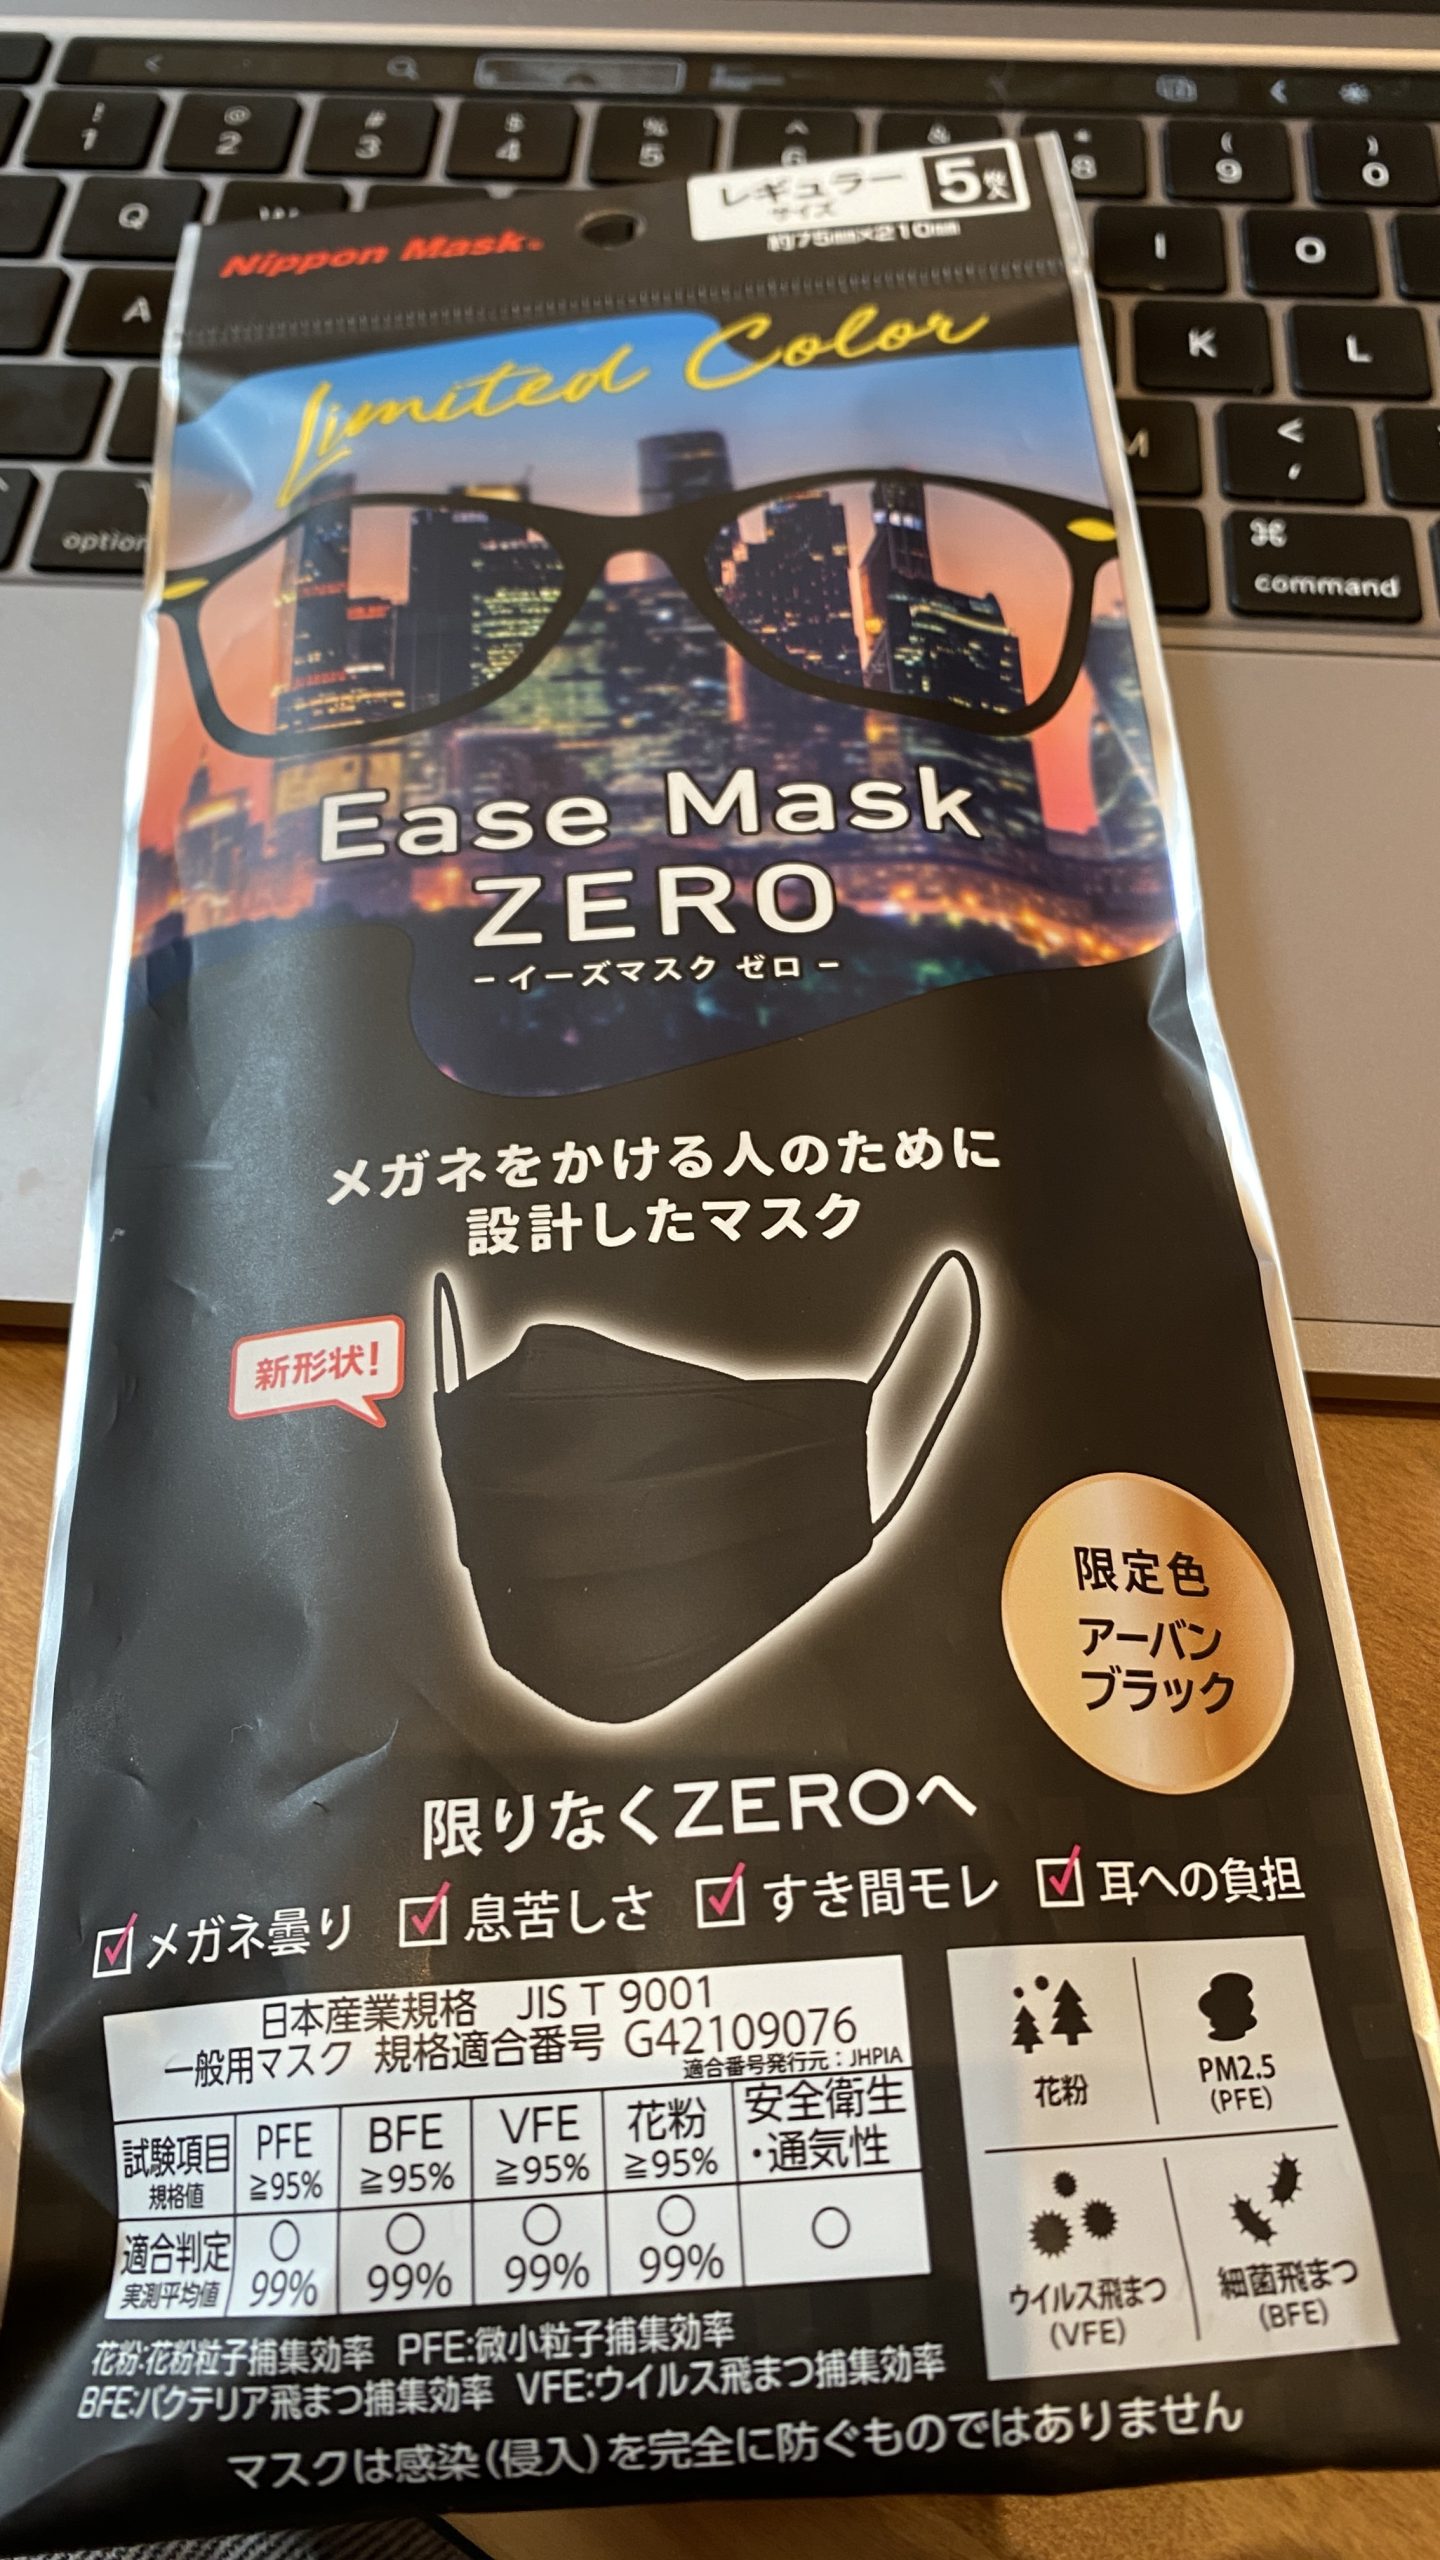 ! 1
@ 2
# 3
$ 4
% 5
^ 6
&
* 8
( 9
) 0
Q
W
I
O
A
K
L
M
<
,
option
⌘
command
Nippon Mask
レギュラー
サイズ
5枚入
約75mm×210mm
Limited Color
Ease Mask
ZERO
－イーズマスク ゼロ－
メガネをかける人のために
設計したマスク
新形状!
限定色
アーバン
ブラック
限りなくZEROへ
メガネ曇り 息苦しさ すき間モレ 耳への負担
日本産業規格 JIS T 9001
一般用マスク 規格適合番号 G42109076
適合番号発行元：JHPIA
試験項目 規格値 PFE ≧95% BFE ≧95% VFE ≧95% 花粉 ≧95% 安全衛生・通気性
適合判定 実測平均値 ○ 99% ○ 99% ○ 99% ○ 99% ○
花粉
PM2.5
(PFE)
ウイルス飛まつ
(VFE)
細菌飛まつ
(BFE)
花粉:花粉粒子捕集効率 PFE:微小粒子捕集効率
BFE:バクテリア飛まつ捕集効率 VFE:ウイルス飛まつ捕集効率
マスクは感染(侵入)を完全に防ぐものではありません